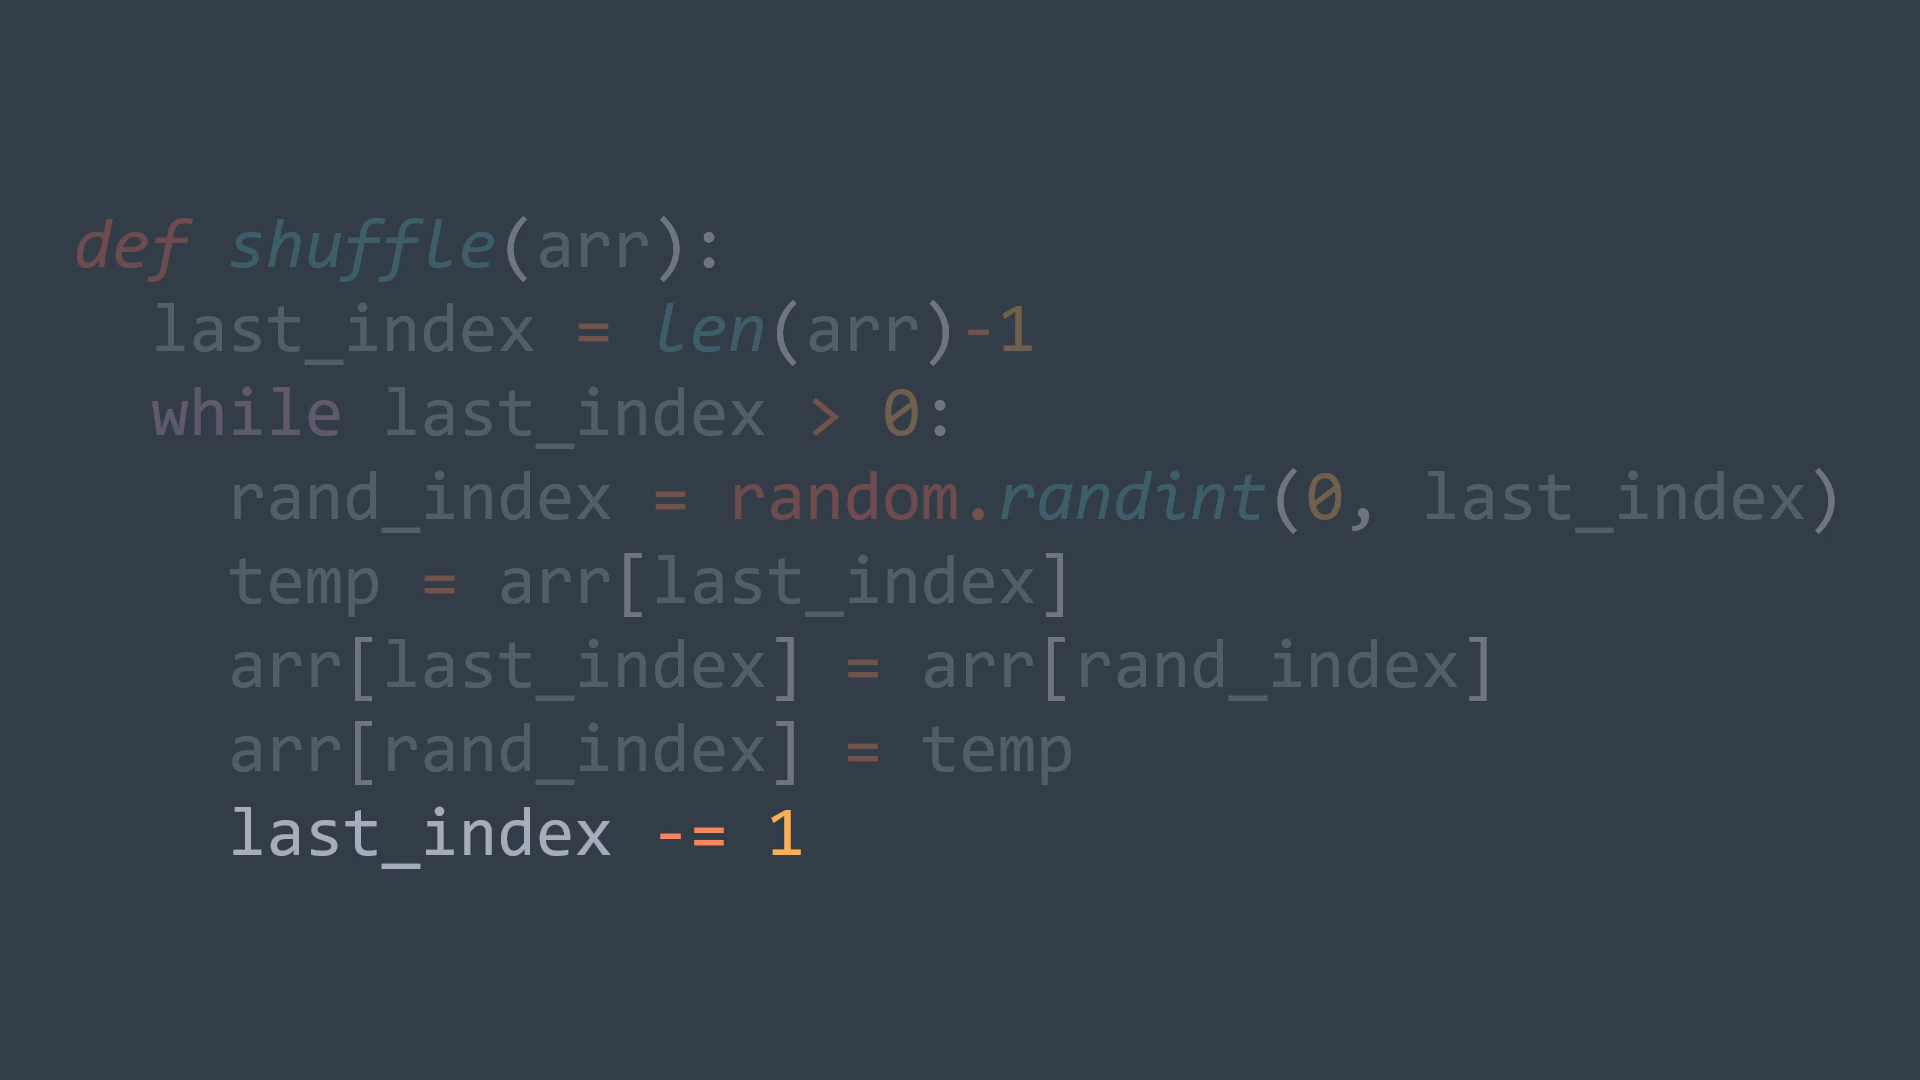 def shuffle(arr):
  last_index = len(arr)-1
  while last_index > 0:
    rand_index = random.randint(0, last_index)
    temp = arr[last_index]
    arr[last_index] = arr[rand_index]
    arr[rand_index] = temp
    last_index -= 1